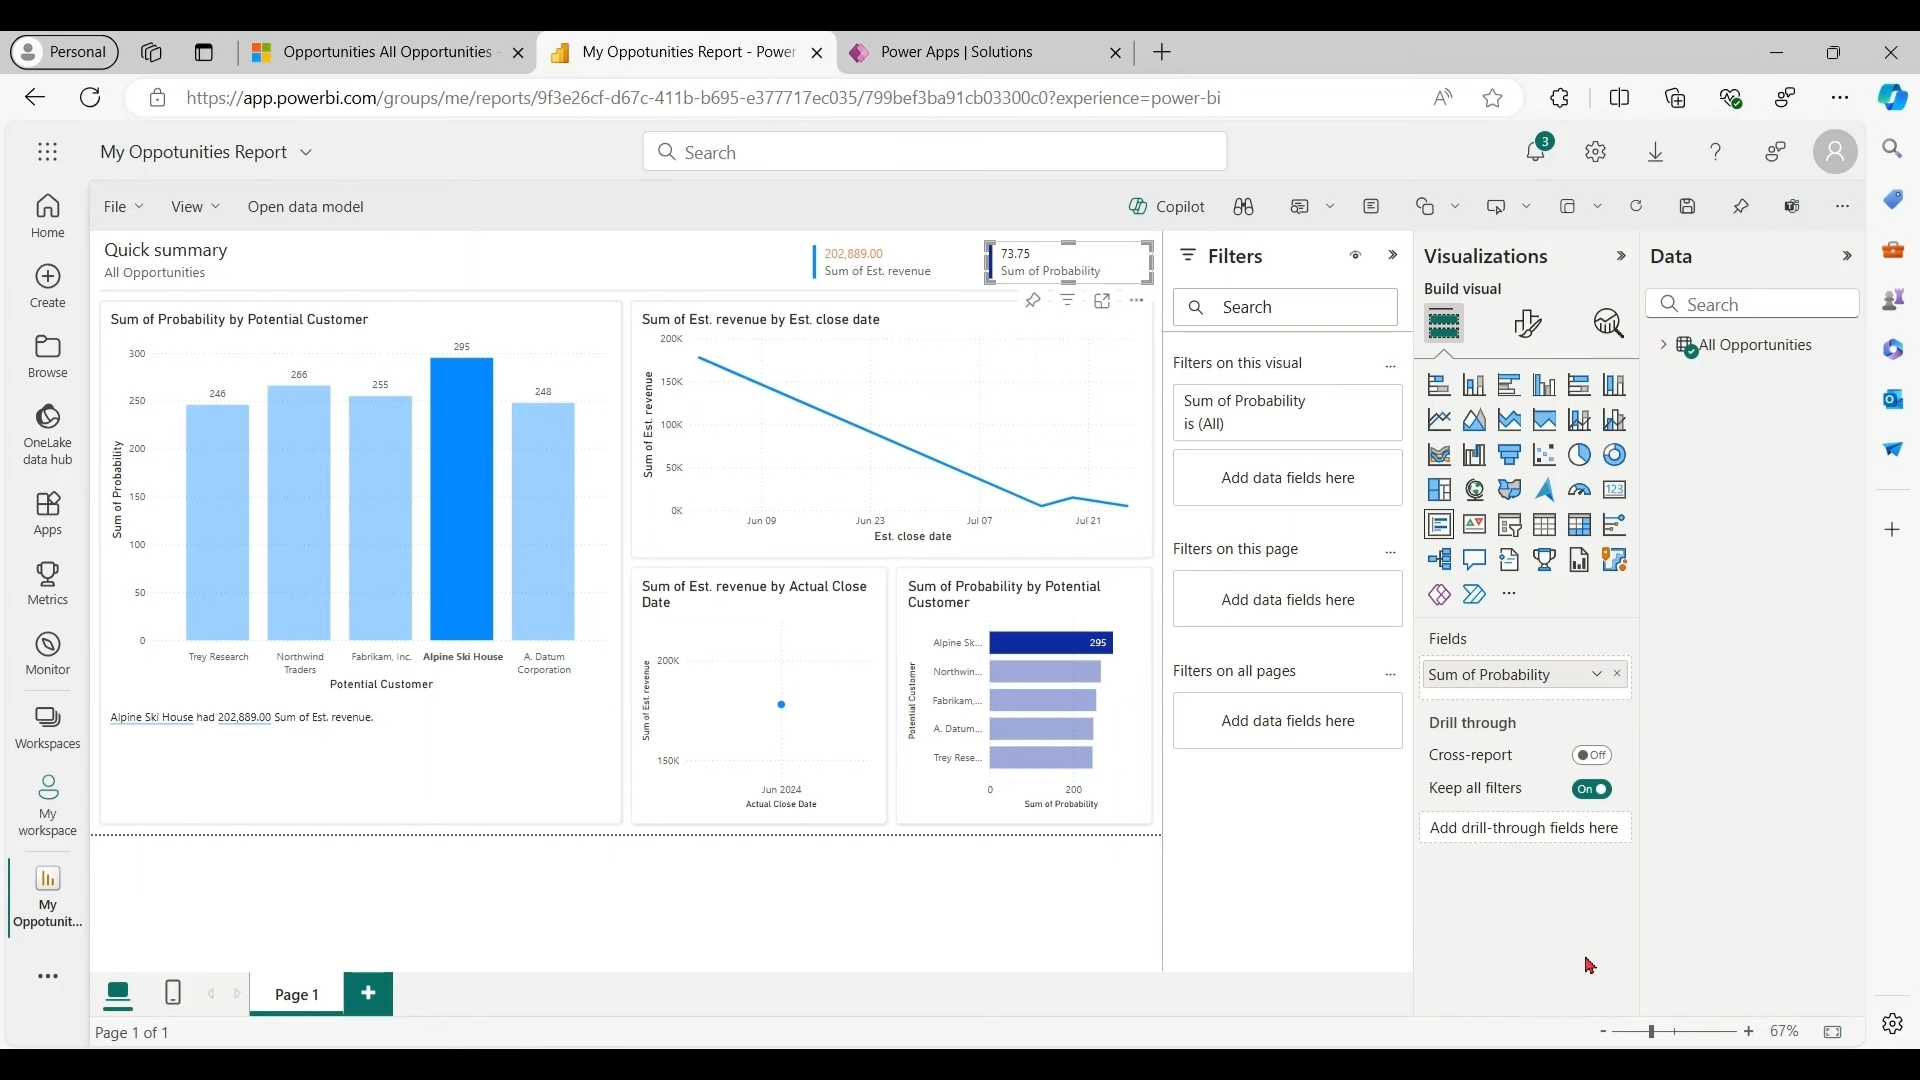 Personal
Opportunities All Opportunities -
My Oppotunities Report - Power
Power Apps | Solutions
https://app.powerbi.com/groups/me/reports/9f3e26cf-d67c-411b-b695-e377717ec035/799bef3ba91cb03300c0?experience=power-bi
My Oppotunities Report
Search
3
File
View
Open data model
Copilot
Home
Create
Browse
OneLake
data hub
Apps
Metrics
Monitor
Workspaces
My
workspace
My
Oppotunit...
Quick summary
All Opportunities
202,889.00
Sum of Est. revenue
73.75
Sum of Probability
Sum of Probability by Potential Customer
Sum of Probability
300
250
200
150
100
50
0
246
266
255
295
248
Trey Research
Northwind
Traders
Fabrikam, Inc.
Alpine Ski House
A. Datum
Corporation
Potential Customer
Alpine Ski House had 202,889.00 Sum of Est. revenue.
Sum of Est. revenue by Est. close date
Sum of Est. revenue
200K
150K
100K
50K
0K
Jun 09
Jun 23
Jul 07
Jul 21
Est. close date
Sum of Est. revenue by Actual Close
Date
Sum of Est. revenue
200K
150K
Jun 2024
Actual Close Date
Sum of Probability by Potential
Customer
Potential Customer
Alpine Sk...
295
Northwin...
Fabrikam,...
A. Datum...
Trey Rese...
0
200
Sum of Probability
Filters
Search
Filters on this visual
Sum of Probability
is (All)
Add data fields here
Filters on this page
Add data fields here
Filters on all pages
Add data fields here
Visualizations
Build visual
123
Fields
Sum of Probability
Drill through
Cross-report
Off
Keep all filters
On
Add drill-through fields here
Data
Search
All Opportunities
Page 1
Page 1 of 1
67%